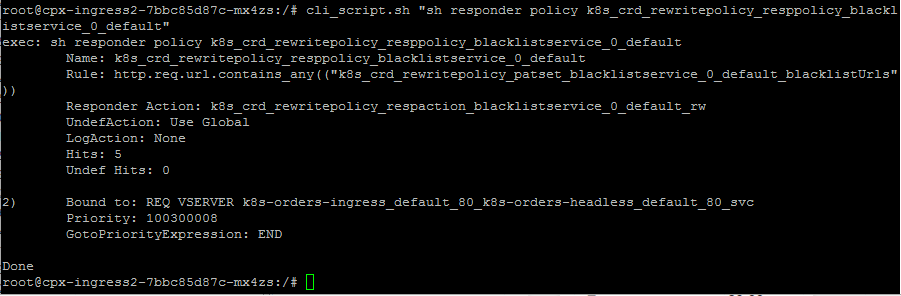 root@cpx-ingress2-7bbc85d87c-mx4zs:/# cli_script.sh "sh responder policy k8s_crd_rewritepolicy_resppolicy_blackl
istservice_0_default"
exec: sh responder policy k8s_crd_rewritepolicy_resppolicy_blacklistservice_0_default
Name: k8s_crd_rewritepolicy_resppolicy_blacklistservice_0_default
Rule: http.req.url.contains_any(("k8s_crd_rewritepolicy_patset_blacklistservice_0_default_blacklistUrls"
))
Responder Action: k8s_crd_rewritepolicy_respaction_blacklistservice_0_default_rw
UndefAction: Use Global
LogAction: None
Hits: 5
Undef Hits: 0
2) Bound to: REQ VSERVER k8s-orders-ingress_default_80_k8s-orders-headless_default_80_svc
Priority: 100300008
GotoPriorityExpression: END
Done
root@cpx-ingress2-7bbc85d87c-mx4zs:/#